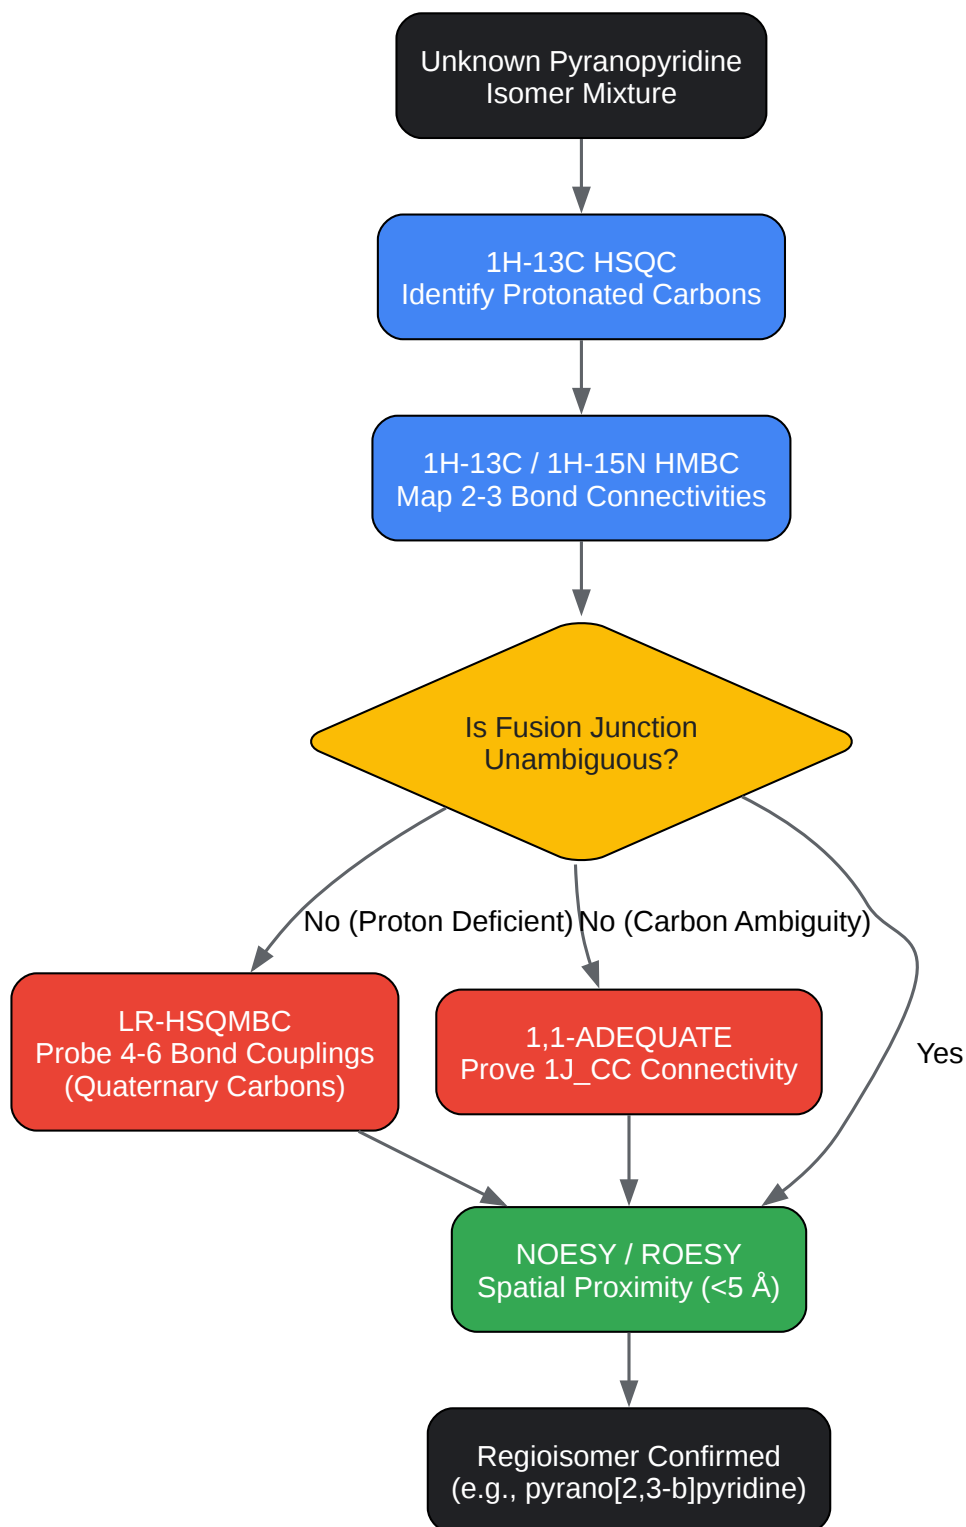 Unknown Pyranopyridine
Isomer Mixture
1H-13C HSQC
Identify Protonated Carbons
1H-13C / 1H-15N HMBC
Map 2-3 Bond Connectivities
Is Fusion Junction
Unambiguous?
No (Proton Deficient)
No (Carbon Ambiguity)
Yes
LR-HSQMBC
Probe 4-6 Bond Couplings
(Quaternary Carbons)
1,1-ADEQUATE
Prove 1J_CC Connectivity
NOESY / ROESY
Spatial Proximity (<5 Å)
Regioisomer Confirmed
(e.g., pyrano[2,3-b]pyridine)